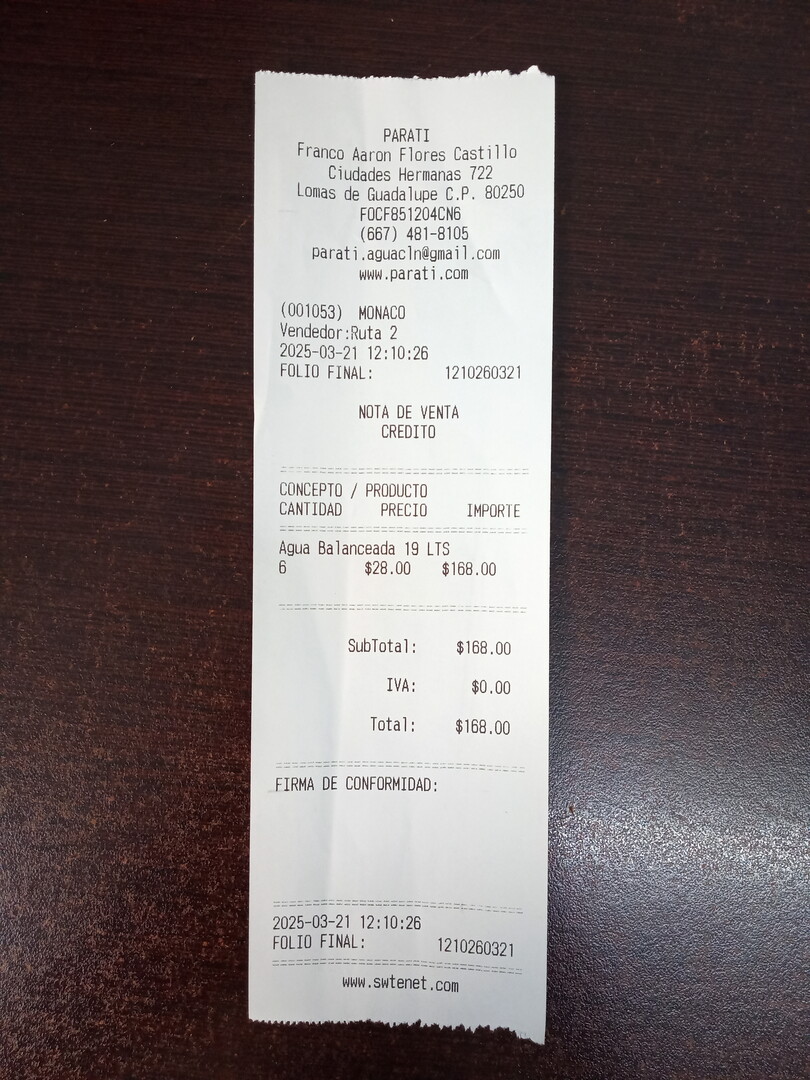 PARATI
Franco Aaron Flores Castillo
Ciudades Hermanas 722
Lomas de Guadalupe C.P. 80250
FOCF851204CN6
(667) 481-8105
parati.aguacln@gmail.com
www.parati.com
(001053) MONACO
Vendedor:Ruta 2
2025-03-21 12:10:26
FOLIO FINAL: 1210260321
NOTA DE VENTA
CREDITO
CONCEPTO / PRODUCTO
CANTIDAD PRECIO IMPORTE
Agua Balanceada 19 LTS
6 $28.00 $168.00
SubTotal: $168.00
IVA: $0.00
Total: $168.00
FIRMA DE CONFORMIDAD:
2025-03-21 12:10:26
FOLIO FINAL: 1210260321
www.swtenet.com